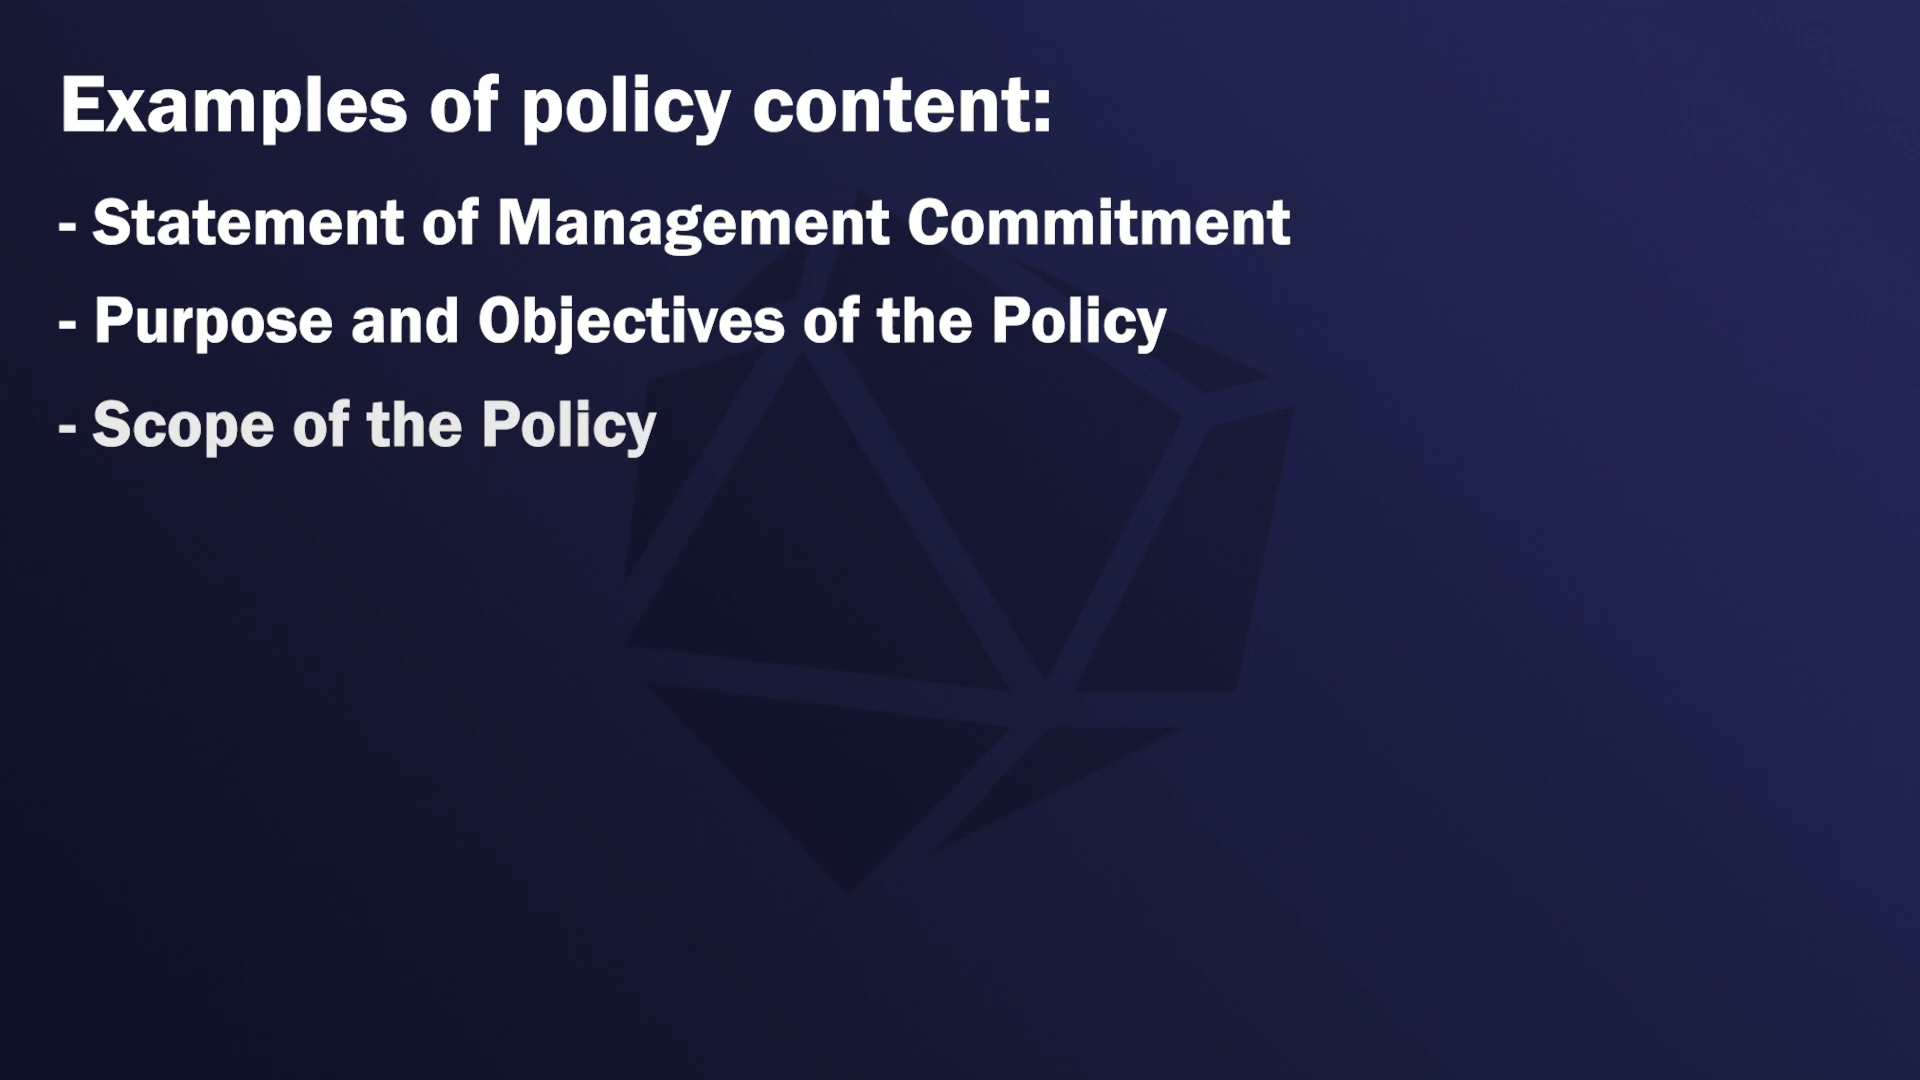 Examples of policy content:
- Statement of Management Commitment
- Purpose and Objectives of the Policy
- Scope of the Policy